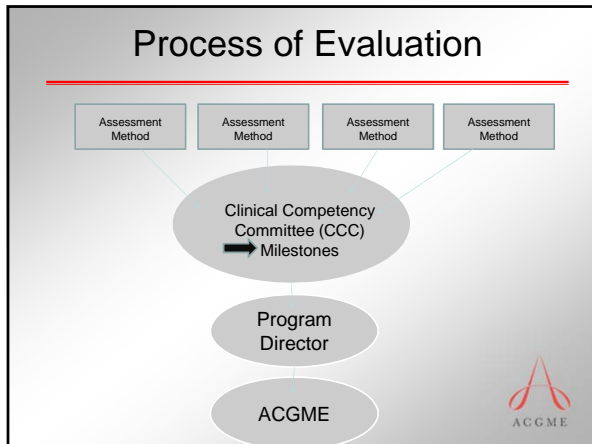 Process of Evaluation
Assessment
Method
Assessment
Method
Assessment
Method
Assessment
Method
Clinical Competency
Committee (CCC)
Milestones
Program
Director
ACGME
ACGME